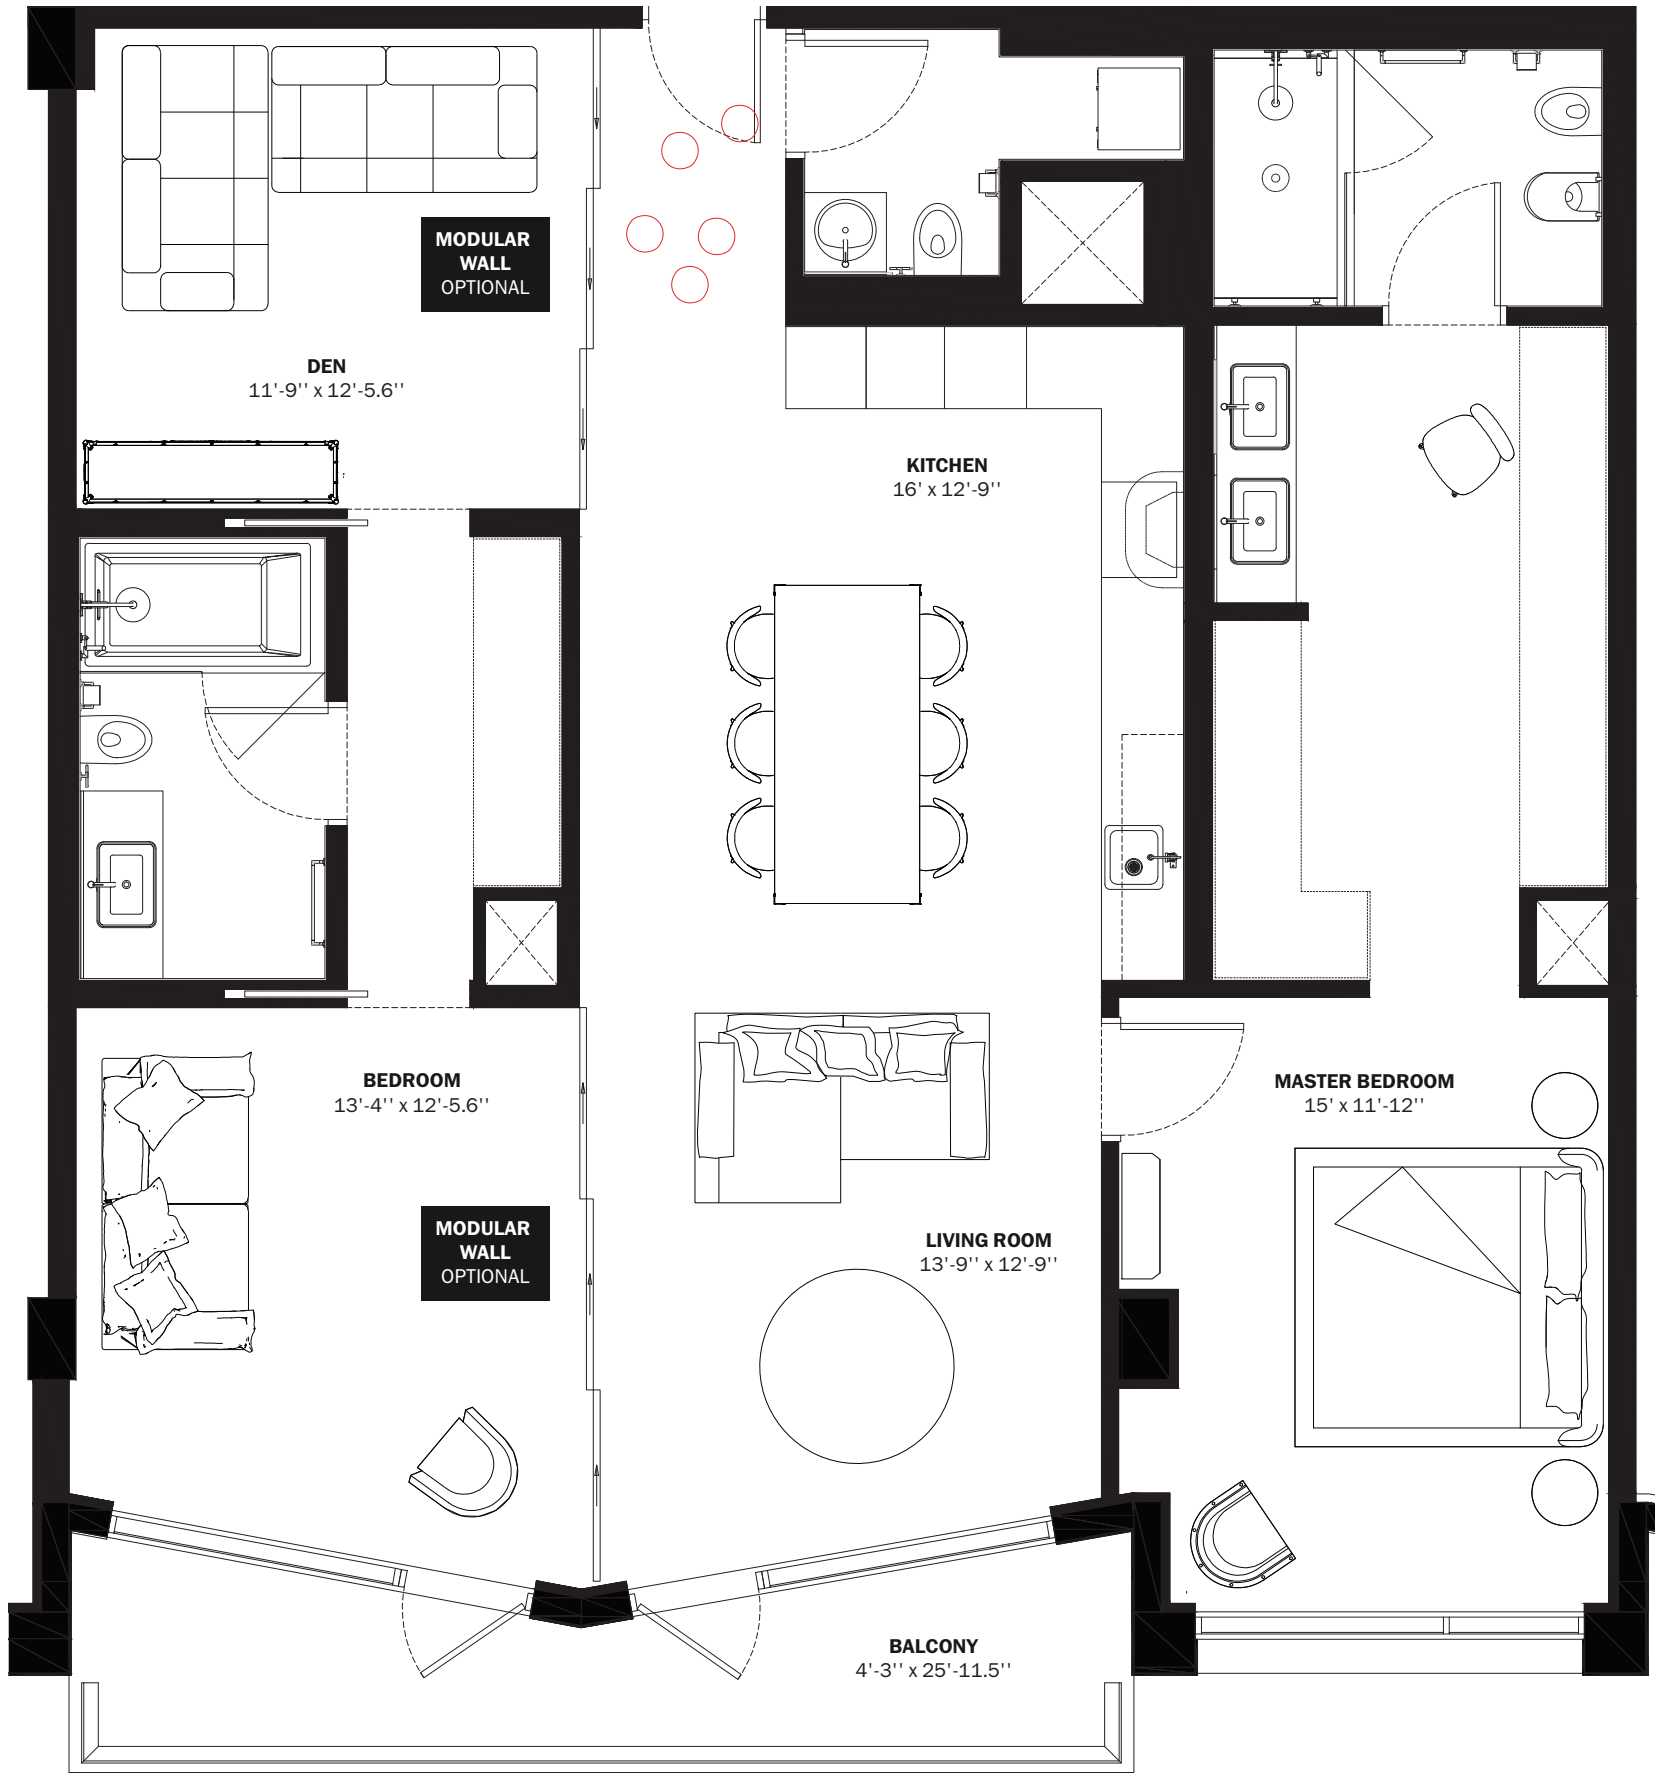 MODULAR
WALL
OPTIONAL
DEN
11'-9'' x 12'-5.6''
KITCHEN
16' x 12'-9''
BEDROOM
13'-4'' x 12'-5.6''
MASTER BEDROOM
15' x 11'-12''
MODULAR
WALL
OPTIONAL
LIVING ROOM
13'-9'' x 12'-9''
BALCONY
4'-3'' x 25'-11.5''